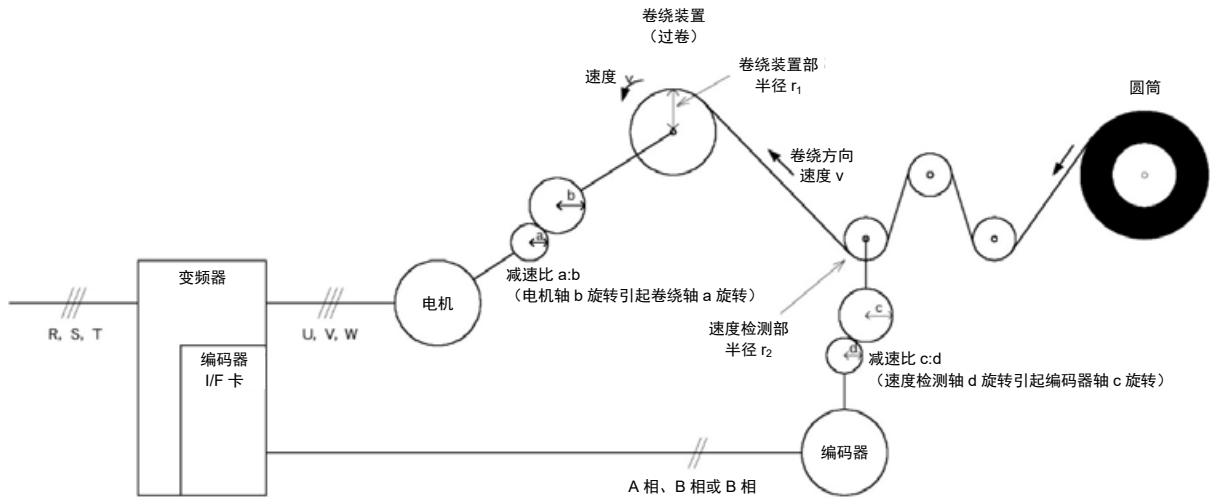 卷绕装置
（过卷）
速度 v
卷绕装置部
半径 r₁
圆筒
卷绕方向
速度 v
b
a
减速比 a:b
（电机轴 b 旋转引起卷绕轴 a 旋转）
变频器
电机
R, S, T
U, V, W
编码器
I/F 卡
速度检测部
半径 r₂
c
d
减速比 c:d
（速度检测轴 d 旋转引起编码器轴 c 旋转）
编码器
A 相、B 相或 B 相